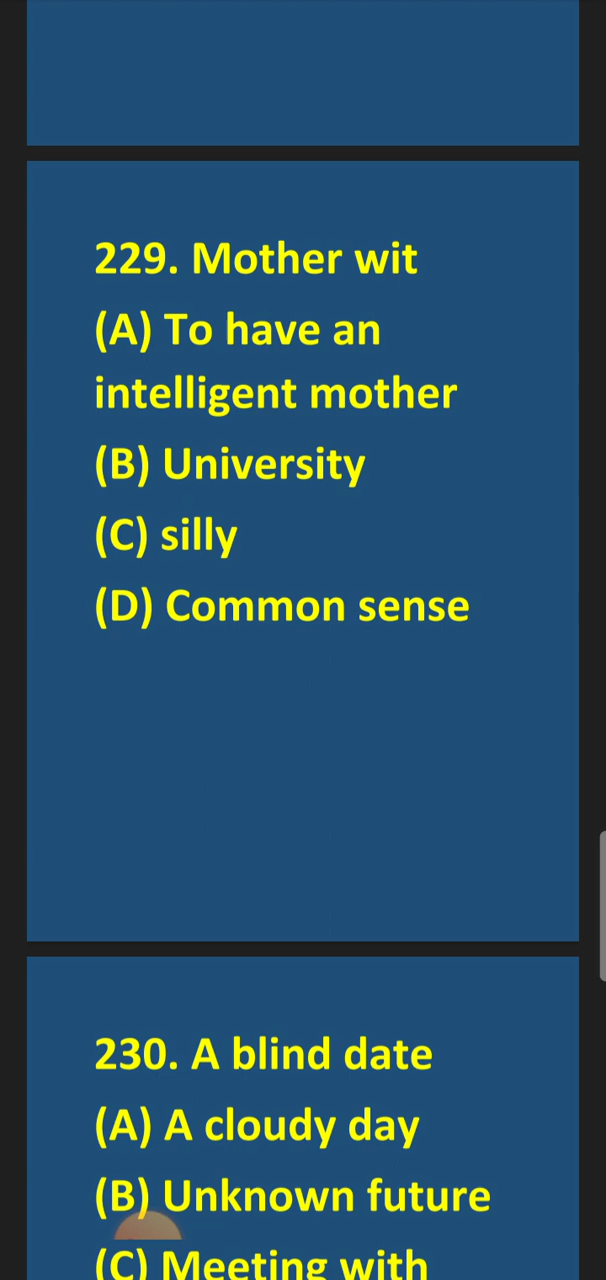 229. Mother wit
(A) To have an
intelligent mother
(B) University
(C) silly
(D) Common sense
230. A blind date
(A) A cloudy day
(B) Unknown future
(C) Meeting with